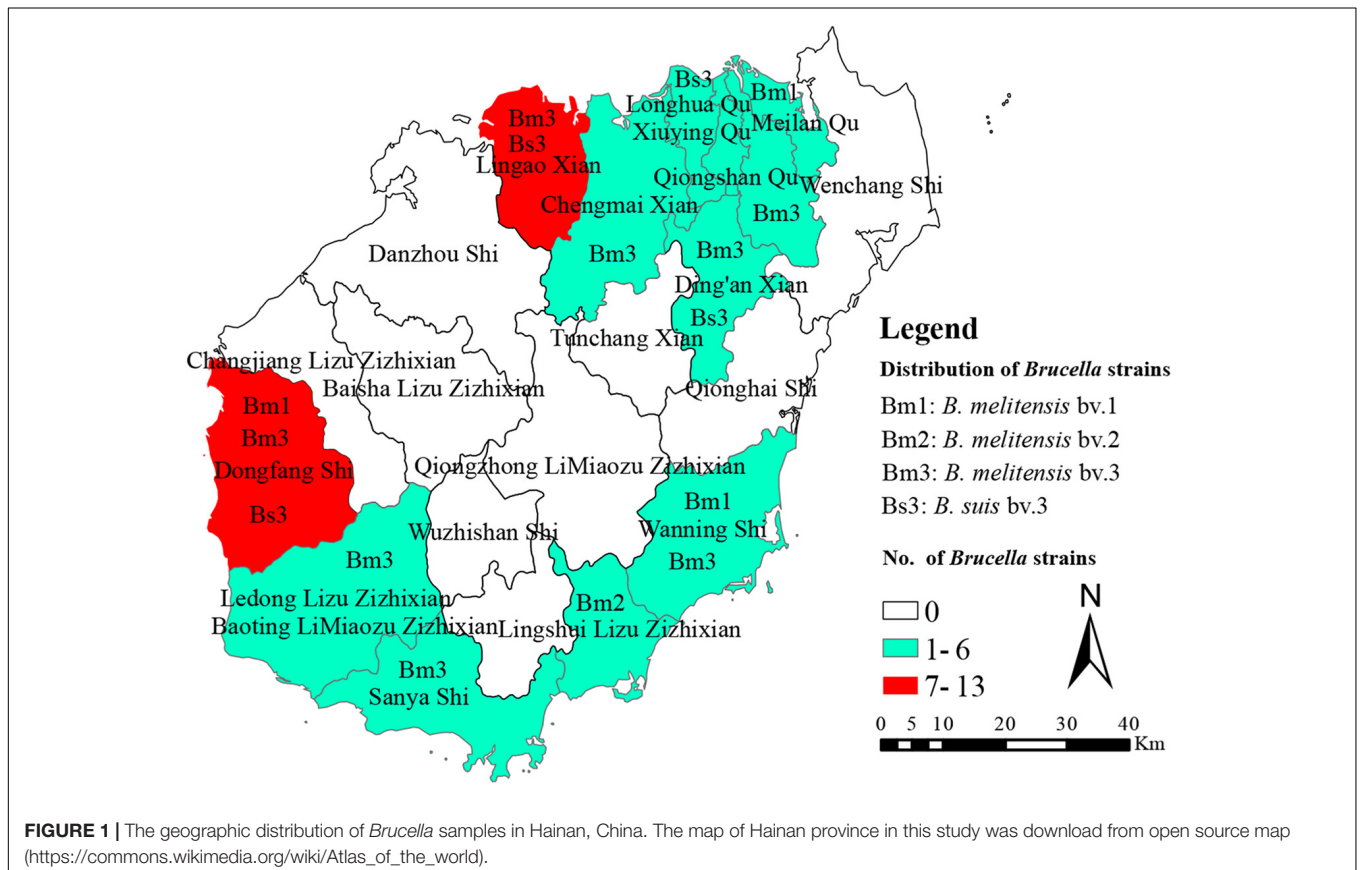 Bs3
Longhua Qu
Bm1
Xiuying Qu
Meilan Qu
Bm3
Bs3
Lingao Xian
Qiongshan Qu
Wenchang Shi
Chengmai Xian
Bm3
Bm3
Bm3
Danzhou Shi
Ding'an Xian
Bs3
Tunchang Xian
Changjiang Lizu Zizhixian
Baisha Lizu Zizhixian
Qionghai Shi
Bm1
Bm3
Dongfang Shi
Bs3
Qiongzhong LiMiaozu Zizhixian
Bm1
Wanning Shi
Bm3
Wuzhishan Shi
Bm3
Ledong Lizu Zizhixian
Bm2
Baoting LiMiaozu Zizhixian
Lingshui Lizu Zizhixian
Bm3
Sanya Shi
Legend
Distribution of Brucella strains
Bm1: B. melitensis bv.1
Bm2: B. melitensis bv.2
Bm3: B. melitensis bv.3
Bs3: B. suis bv.3
No. of Brucella strains
0
1- 6
7- 13
N
0 5 10 20 30 40
Km
FIGURE 1 | The geographic distribution of Brucella samples in Hainan, China. The map of Hainan province in this study was download from open source map
(https://commons.wikimedia.org/wiki/Atlas_of_the_world).